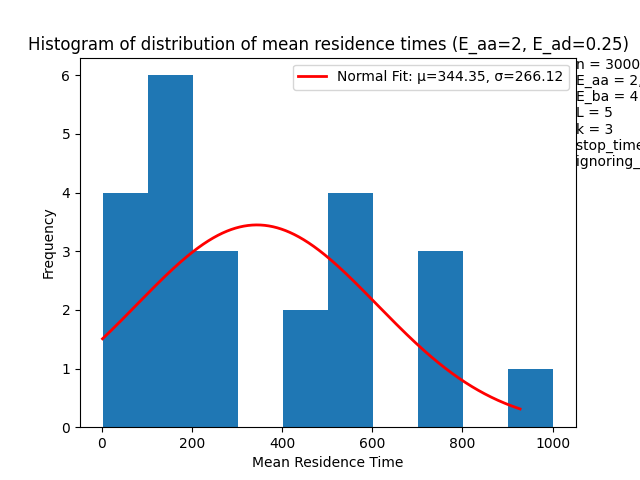 Histogram of distribution of mean residence times (E_aa=2, E_ad=0.25)
Normal Fit: μ=344.35, σ=266.12
n = 3000
E_aa = 2,
E_ba = 4
L = 5
k = 3
stop_time
ignoring_
6
5
4
3
2
1
0
Frequency
0 200 400 600 800 1000
Mean Residence Time